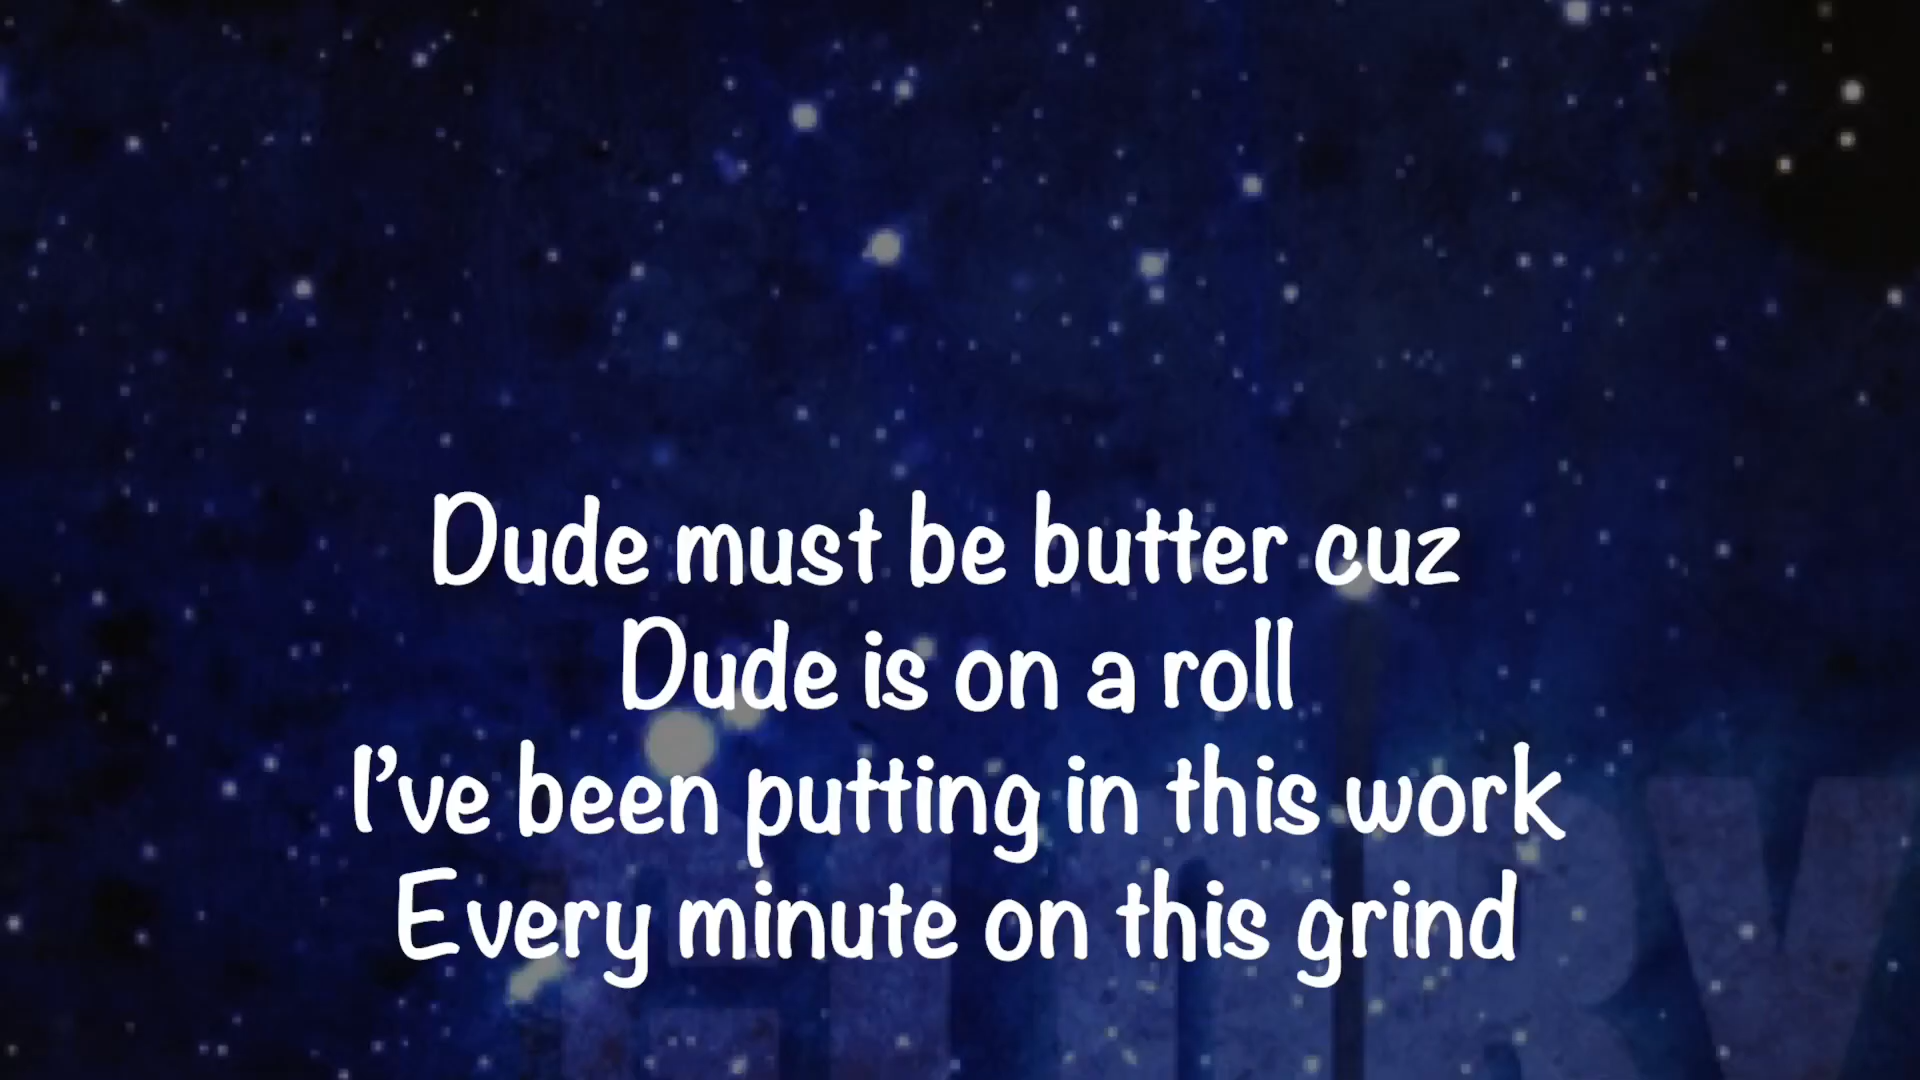 Dude must be butter cuz
Dude is on a roll
I've been putting in this work
Every minute on this grind